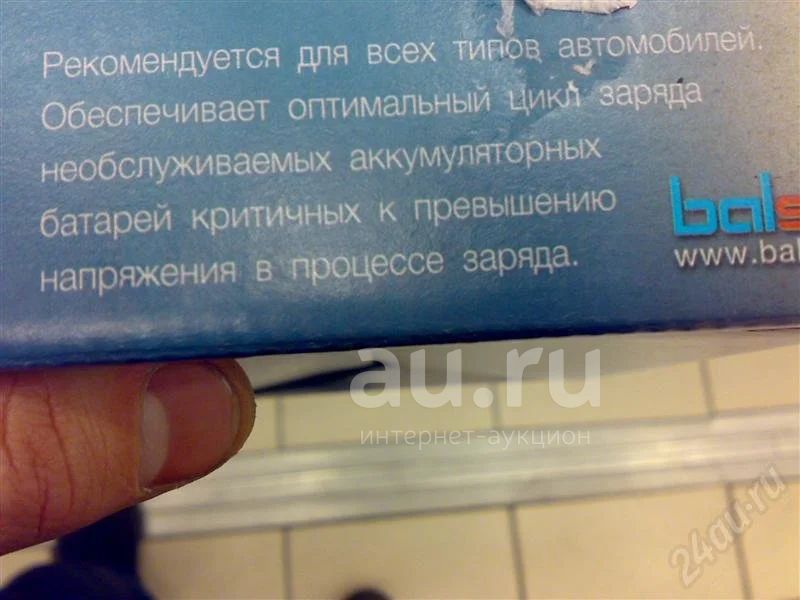 Рекомендуется для всех типов автомобилей.
Обеспечивает оптимальный цикл заряда
необслуживаемых аккумуляторных
батарей критичных к превышению
напряжения в процессе заряда.
bals
www.bal
au.ru
интернет-аукцион
24au.ru